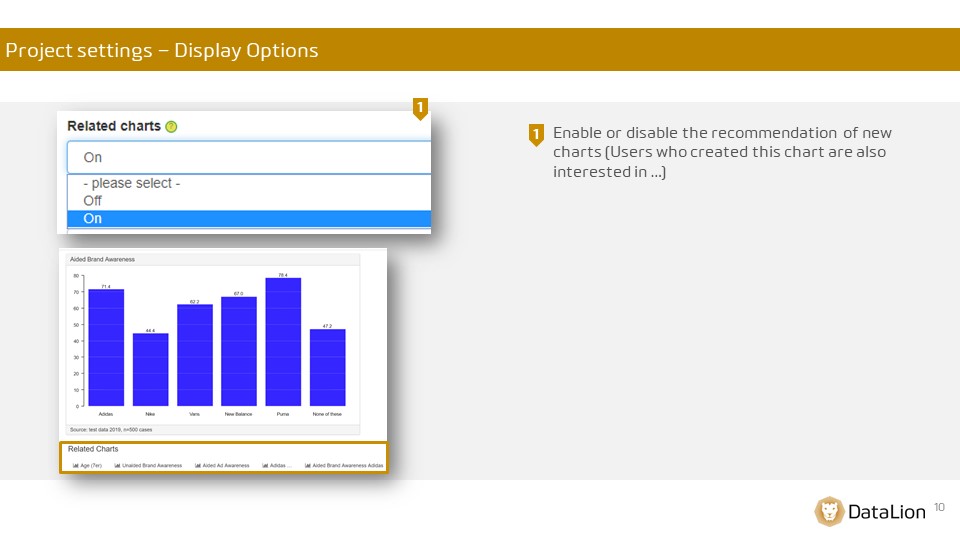 Project settings – Display Options
1
Related charts ?
On
- please select -
Off
On
1 Enable or disable the recommendation of new
charts (Users who created this chart are also
interested in ...)
Aided Brand Awareness
80
70
60
50
40
30
20
10
0
71.4
44.4
62.2
67.0
78.4
47.2
Adidas Nike Vans New Balance Puma None of these
Source: test data 2019, n=500 cases
Related Charts
Age (7er) Unaided Brand Awareness Aided Ad Awareness Adidas ... Aided Brand Awareness Adidas
DataLion 10